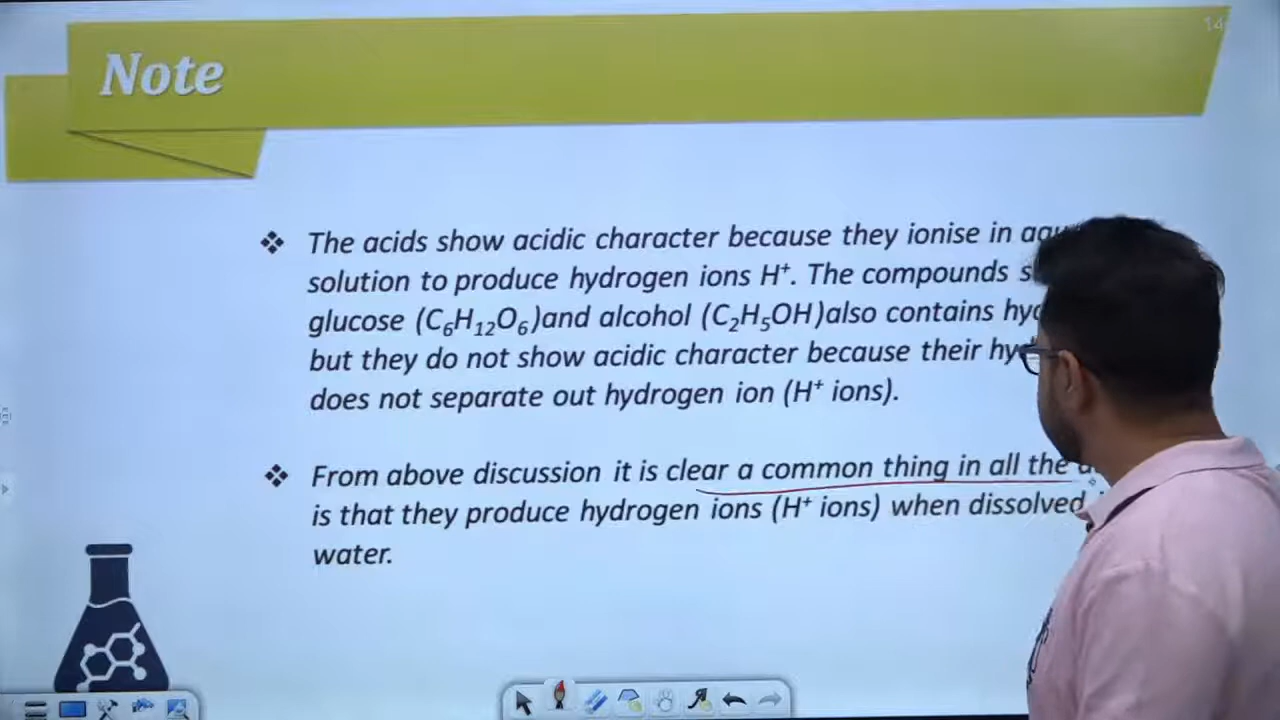 14
Note
❖ The acids show acidic character because they ionise in
solution to produce hydrogen ions H⁺. The compounds
glucose (C₆H₁₂O₆)and alcohol (C₂H₅OH)also contains
but they do not show acidic character because their
does not separate out hydrogen ion (H⁺ ions).
❖ From above discussion it is clear a common thing in all the
is that they produce hydrogen ions (H⁺ ions) when dissolved
water.